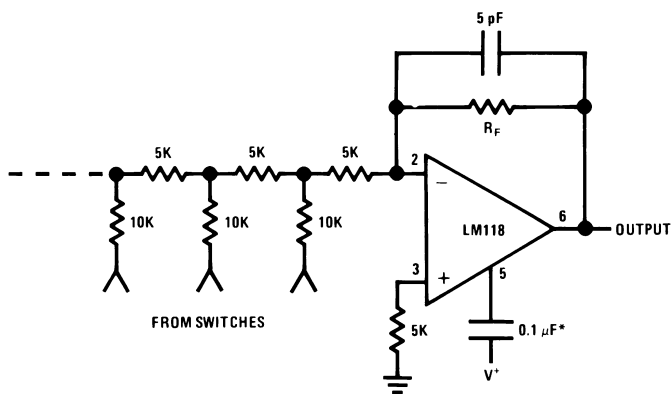 5 pF
R_F
5K 5K 5K
2
10K 10K 10K
−
LM118
6
OUTPUT
3
+
5
FROM SWITCHES
5K
0.1 μF*
V⁺